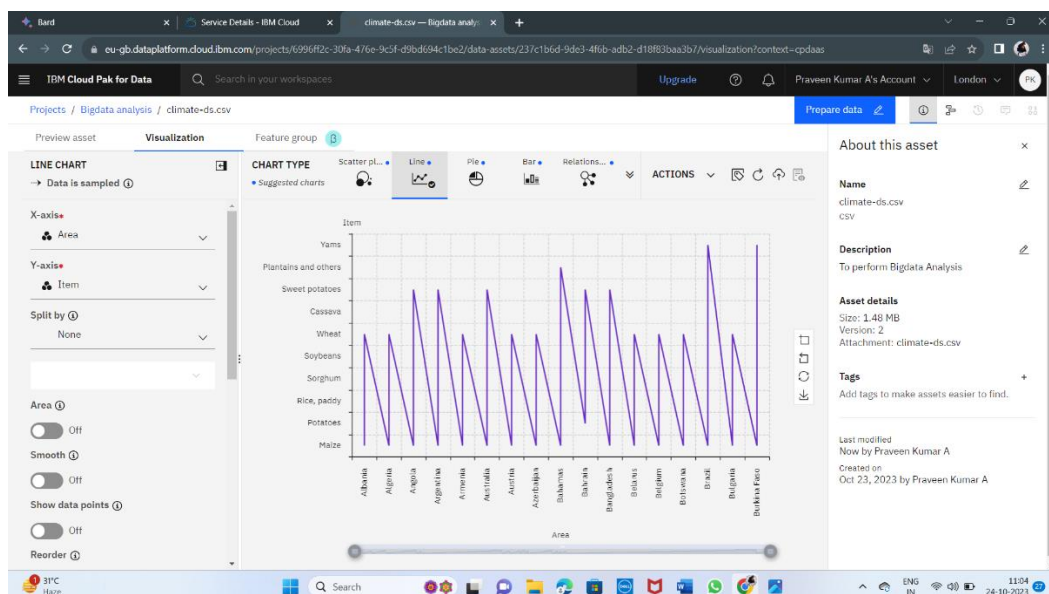 Bard
Service Details - IBM Cloud
climate-ds.csv — Bigdata analys
eu-gb.dataplatform.cloud.ibm.com/projects/6996ff2c-30fa-476e-9c5f-d9bd694c1be2/data-assets/237c1b6d-9de3-4f6b-adb2-d18f83baa3b7/visualization?context=cpdaas
IBM Cloud Pak for Data
Search in your workspaces
Upgrade
Praveen Kumar A's Account
London
PK
Projects / Bigdata analysis / climate-ds.csv
Prepare data
Preview asset
Visualization
Feature group
β
LINE CHART
→ Data is sampled
CHART TYPE
• Suggested charts
Scatter pl...
Line
Pie
Bar
Relations...
ACTIONS
X-axis
Area
Y-axis
Item
Split by
None
Area
Off
Smooth
Off
Show data points
Off
Reorder
Item
Yams
Plantains and others
Sweet potatoes
Cassava
Wheat
Soybeans
Sorghum
Rice, paddy
Potatoes
Maize
Albania
Algeria
Angola
Argentina
Armenia
Australia
Austria
Azerbaijan
Bahamas
Bahrain
Bangladesh
Belarus
Belgium
Botswana
Brazil
Bulgaria
Burkina Faso
Area
About this asset
Name
climate-ds.csv
CSV
Description
To perform Bigdata Analysis
Asset details
Size: 1.48 MB
Version: 2
Attachment: climate-ds.csv
Tags
Add tags to make assets easier to find.
Last modified
Now by Praveen Kumar A
Created on
Oct 23, 2023 by Praveen Kumar A
1
31°C
Haze
Search
ENG
IN
11:04
24-10-2023
27